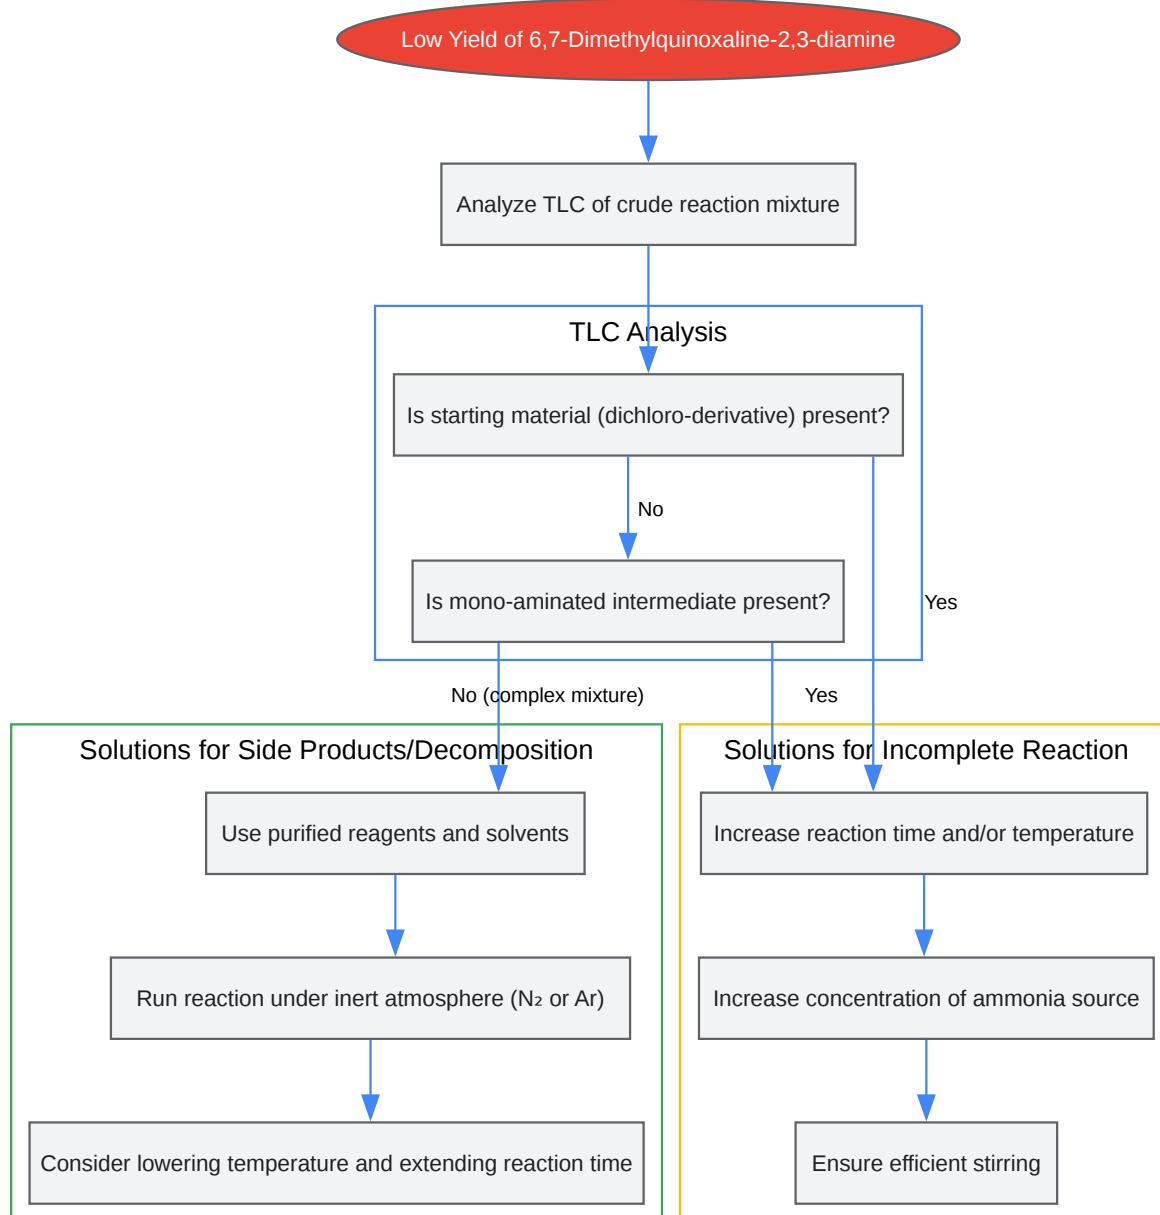 Low Yield of 6,7-Dimethylquinoxaline-2,3-diamine
Analyze TLC of crude reaction mixture
TLC Analysis
Is starting material (dichloro-derivative) present?
No
Is mono-aminated intermediate present?
Yes
No (complex mixture)
Yes
Solutions for Side Products/Decomposition
Use purified reagents and solvents
Run reaction under inert atmosphere (N₂ or Ar)
Consider lowering temperature and extending reaction time
Solutions for Incomplete Reaction
Increase reaction time and/or temperature
Increase concentration of ammonia source
Ensure efficient stirring